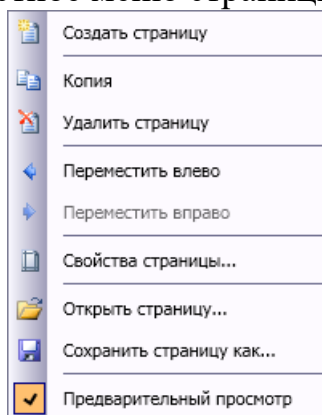 Создать страницу
Копия
Удалить страницу
Переместить влево
Переместить вправо
Свойства страницы...
Открыть страницу...
Сохранить страницу как...
Предварительный просмотр